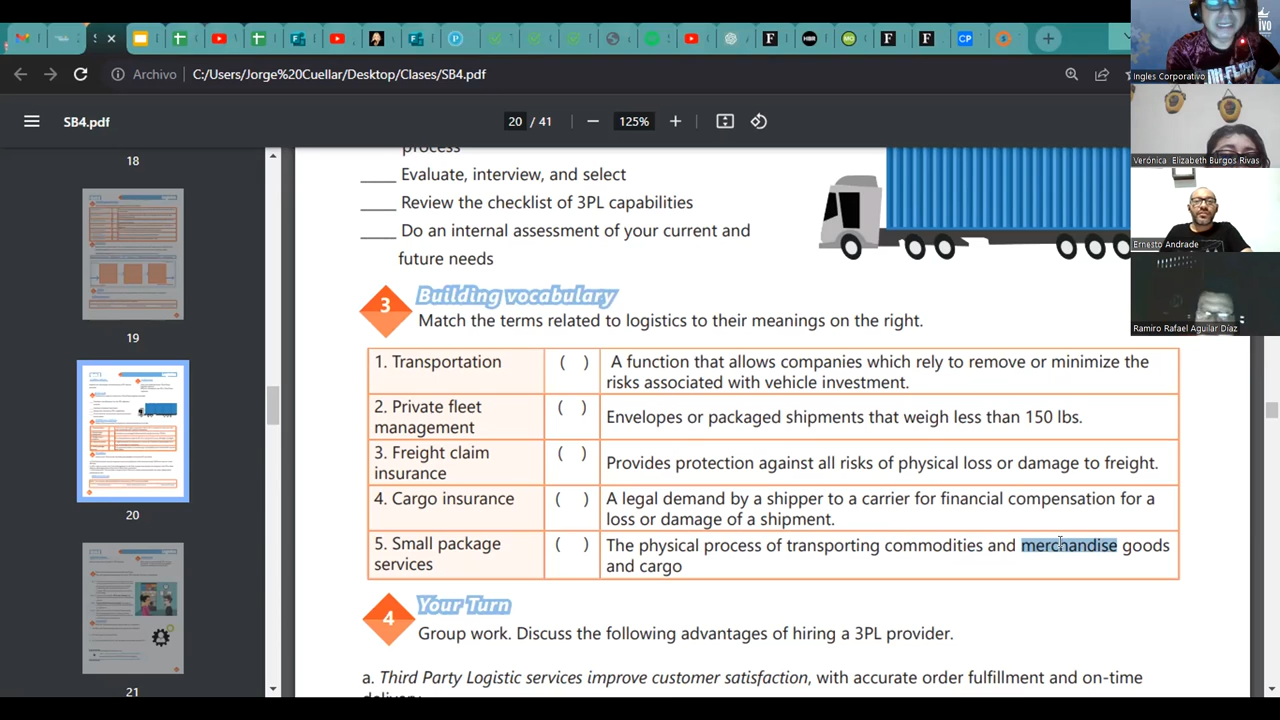 Archivo
C:/Users/Jorge%20Cuellar/Desktop/Clases/SB4.pdf
Ingles Corporativo
SB4.pdf
20 / 41
125%
18
process
____ Evaluate, interview, and select
____ Review the checklist of 3PL capabilities
____ Do an internal assessment of your current and
future needs
Verónica Elizabeth Burgos Rivas
Ernesto Andrade
Ramiro Rafael Aguilar Díaz
3 Building vocabulary
Match the terms related to logistics to their meanings on the right.
19
1. Transportation ( ) A function that allows companies which rely to remove or minimize the
risks associated with vehicle investment.
2. Private fleet
management ( ) Envelopes or packaged shipments that weigh less than 150 lbs.
3. Freight claim
insurance ( ) Provides protection against all risks of physical loss or damage to freight.
4. Cargo insurance ( ) A legal demand by a shipper to a carrier for financial compensation for a
loss or damage of a shipment.
5. Small package
services ( ) The physical process of transporting commodities and merchandise goods
and cargo
20
4 Your Turn
Group work. Discuss the following advantages of hiring a 3PL provider.
a. Third Party Logistic services improve customer satisfaction, with accurate order fulfillment and on-time
21